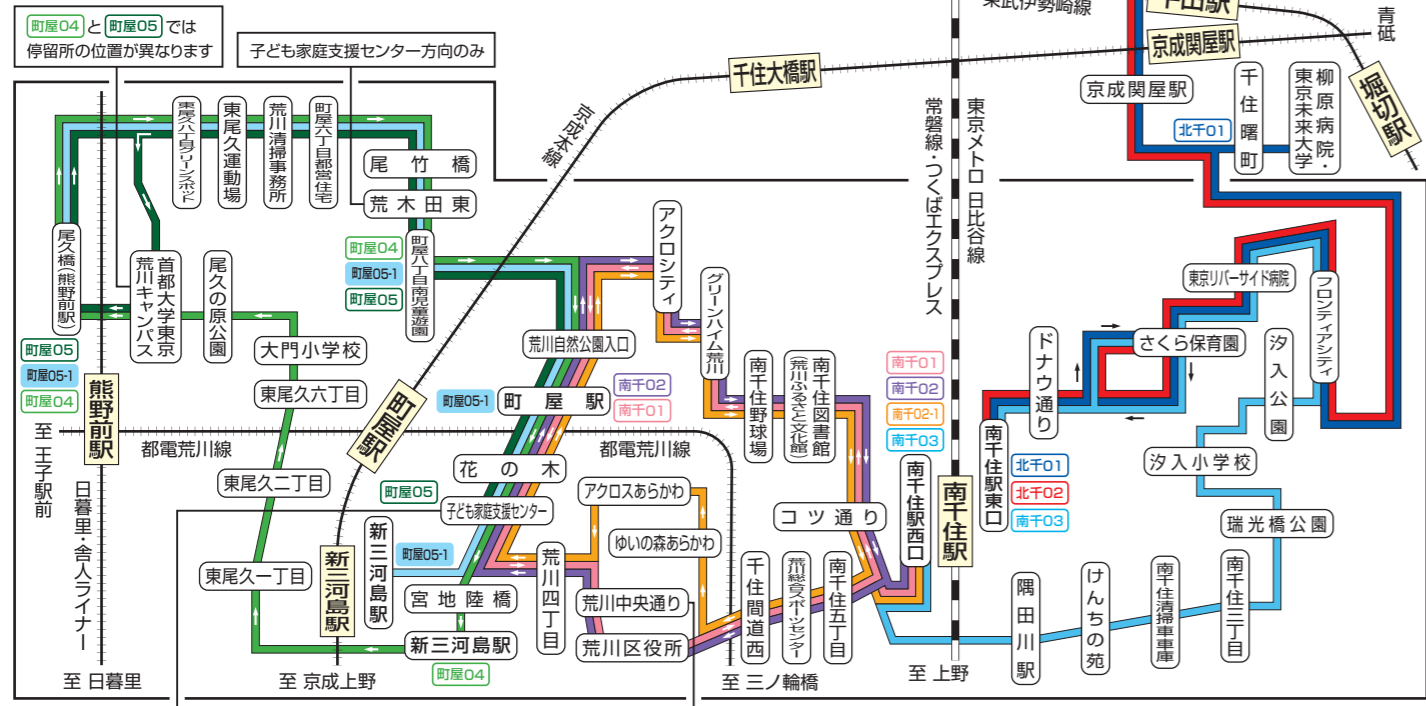 町屋04 と 町屋05 では
停留所の位置が異なります
子ども家庭支援センター方向のみ
東武伊勢崎線
牛田駅
青砥
京成関屋駅
千住大橋駅
堀切駅
京成本線
常磐線・つくばエクスプレス
東京メトロ 日比谷線
京成関屋駅
北千01
千住曙町
柳原病院・
東京未来大学
東尾久八丁目グリーンスポット
東尾久運動場
荒川清掃事務所
町屋六丁目都営住宅
尾竹橋
荒木田東
町屋八丁目南児童遊園
町屋04
町屋05-1
町屋05
尾久橋(熊野前駅)
首都大学東京
荒川キャンパス
尾久の原公園
大門小学校
東尾久六丁目
東尾久二丁目
東尾久一丁目
町屋05
町屋05-1
町屋04
熊野前駅
至 王子駅前
都電荒川線
日暮里・舎人ライナー
至 日暮里
町屋駅
新三河島駅
至 京成上野
アクロシティ
グリーンハイム荒川
荒川自然公園入口
町屋05-1
町屋駅
南千02
南千01
都電荒川線
花の木
町屋05
子ども家庭支援センター
町屋05-1
新三河島駅
宮地陸橋
新三河島駅
町屋04
荒川四丁目
アクロスあらかわ
ゆいの森あらかわ
荒川中央通り
荒川区役所
至 三ノ輪橋
千住間道西
荒川総合スポーツセンター
南千住五丁目
南千住野球場
南千住図書館
(荒川ふるさと文化館)
コツ通り
南千01
南千02
南千02-1
南千03
南千住駅西口
南千住駅
至 上野
南千住駅東口
北千01
北千02
南千03
ドナウ通り
さくら保育園
東京リバーサイド病院
フロンティアシティ
汐入公園
汐入小学校
瑞光橋公園
南千住三丁目
南千住清掃車車庫
けんちの苑
隅田川駅